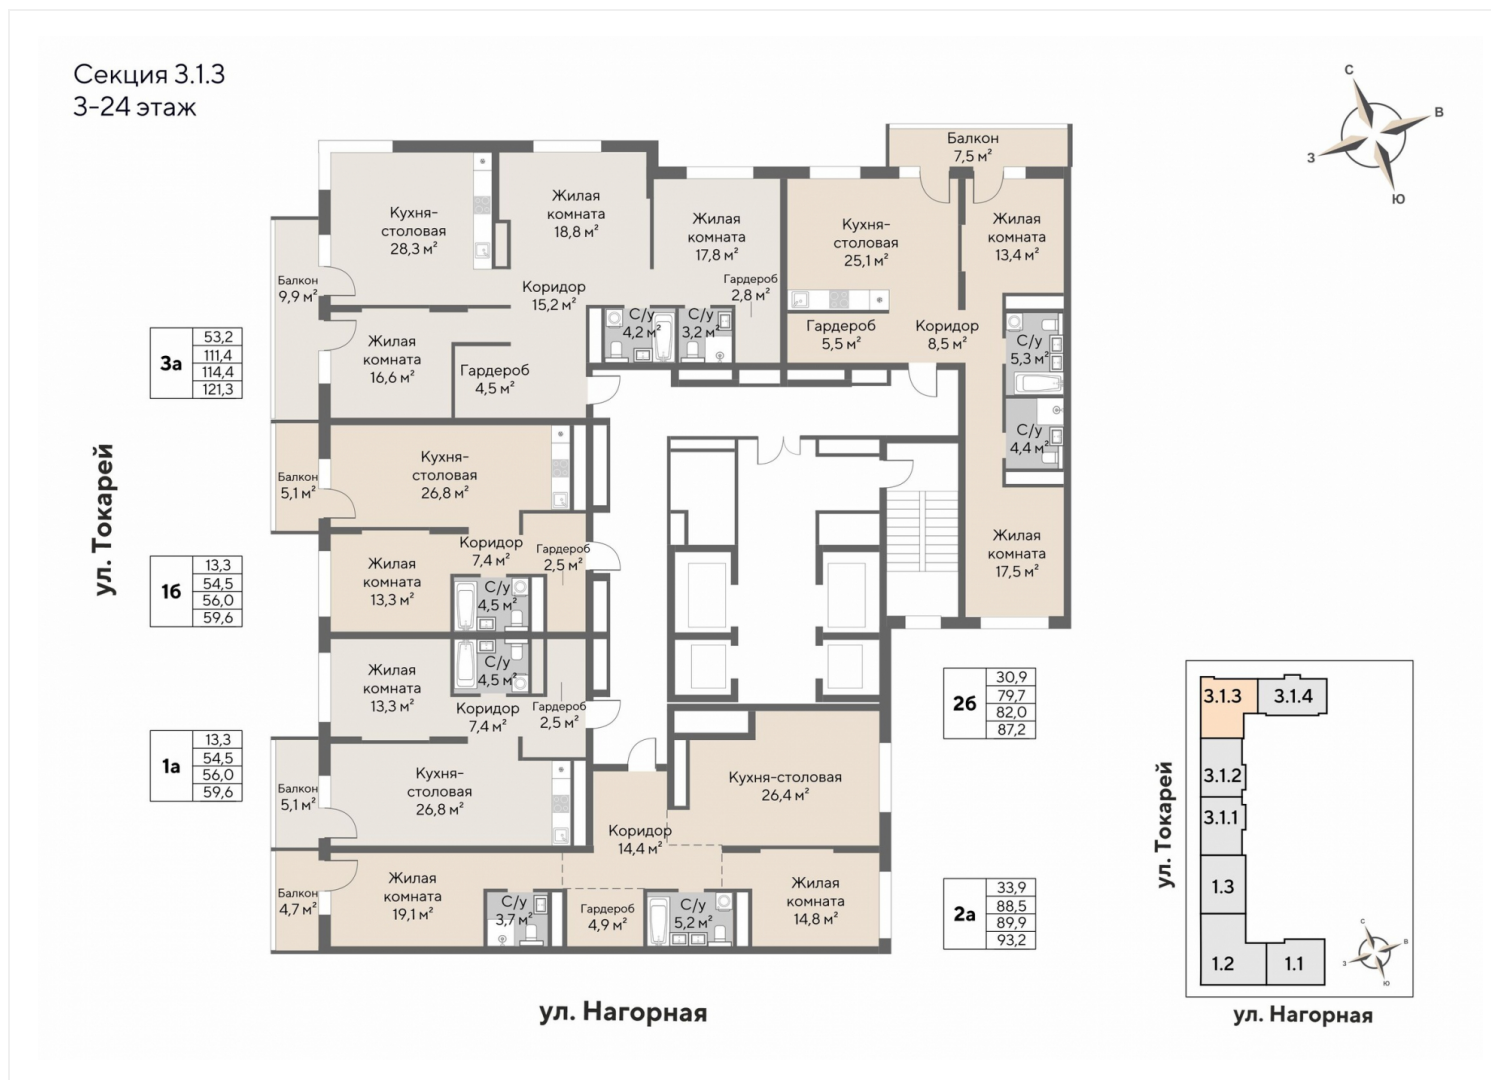 Секция 3.1.3
3-24 этаж
С
В
З
Ю
Балкон
7,5 м²
Кухня-
столовая
28,3 м²
Жилая
комната
18,8 м²
Жилая
комната
17,8 м²
Кухня-
столовая
25,1 м²
Жилая
комната
13,4 м²
Балкон
9,9 м²
Коридор
15,2 м²
Гардероб
2,8 м²
С/у
4,2 м²
С/у
3,2 м²
Гардероб
5,5 м²
Коридор
8,5 м²
С/у
5,3 м²
3а
53,2
111,4
114,4
121,3
Жилая
комната
16,6 м²
Гардероб
4,5 м²
С/у
4,4 м²
ул. Токарей
Балкон
5,1 м²
Кухня-
столовая
26,8 м²
Коридор
7,4 м²
Гардероб
2,5 м²
Жилая
комната
17,5 м²
1б
13,3
54,5
56,0
59,6
Жилая
комната
13,3 м²
С/у
4,5 м²
Жилая
комната
13,3 м²
С/у
4,5 м²
Коридор
7,4 м²
Гардероб
2,5 м²
2б
30,9
79,7
82,0
87,2
1а
13,3
54,5
56,0
59,6
Балкон
5,1 м²
Кухня-
столовая
26,8 м²
Кухня-столовая
26,4 м²
Коридор
14,4 м²
Балкон
4,7 м²
Жилая
комната
19,1 м²
С/у
3,7 м²
Гардероб
4,9 м²
С/у
5,2 м²
Жилая
комната
14,8 м²
2а
33,9
88,5
89,9
93,2
ул. Нагорная
3.1.3
3.1.4
3.1.2
3.1.1
1.3
1.2
1.1
С
В
З
Ю
ул. Токарей
ул. Нагорная